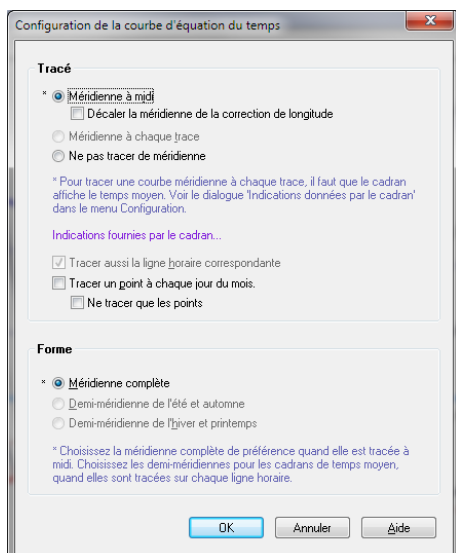 Configuration de la courbe d'équation du temps
Tracé
* Méridienne à midi
Décaler la méridienne de la correction de longitude
Méridienne à chaque trace
Ne pas tracer de méridienne
* Pour tracer une courbe méridienne à chaque trace, il faut que le cadran
affiche le temps moyen. Voir le dialogue 'Indications données par le cadran'
dans le menu Configuration.
Indications fournies par le cadran...
Tracer aussi la ligne horaire correspondante
Tracer un point à chaque jour du mois.
Ne tracer que les points
Forme
* Méridienne complète
Demi-méridienne de l'été et automne
Demi-méridienne de l'hiver et printemps
* Choisissez la méridienne complète de préférence quand elle est tracée à
midi. Choisissez les demi-méridiennes pour les cadrans de temps moyen,
quand elles sont tracées sur chaque ligne horaire.
OK Annuler Aide